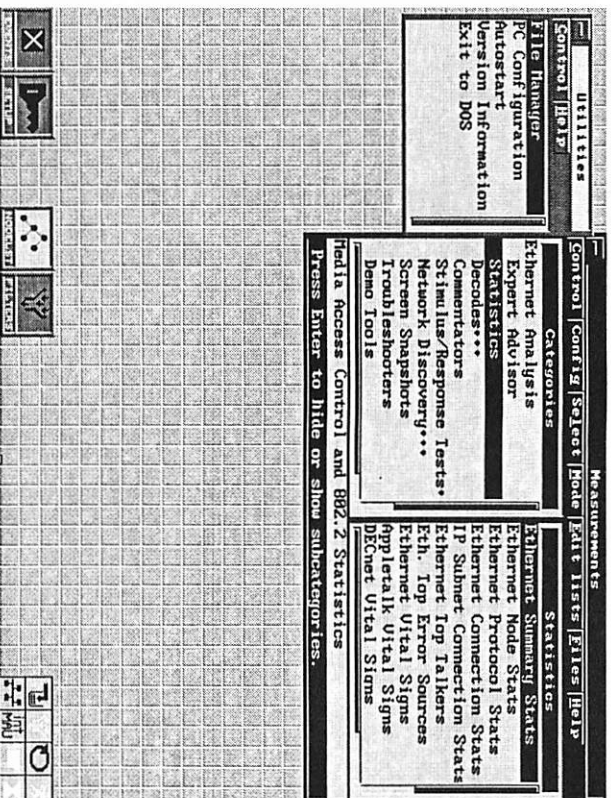 Utilities
Control Help
File Manager
PC Configuration
Autostart
Version Information
Exit to DOS
Measurements
Control Config Select Mode Edit lists Files Help
Categories
Ethernet Analysis
Expert Advisor
Statistics
Decodes•••
Commentators
Stimulus/Response Tests•
Network Discovery•••
Screen Snapshots
Troubleshooters
Demo Tools
Statistics
Ethernet Summary Stats
Ethernet Node Stats
Ethernet Protocol Stats
Ethernet Connection Stats
IP Subnet Connection Stats
Ethernet Top Talkers
Eth. Top Error Sources
Ethernet Vital Signs
Appletalk Vital Signs
DECnet Vital Signs
Media Access Control and 802.2 Statistics
Press Enter to hide or show subcategories.
int
MAU